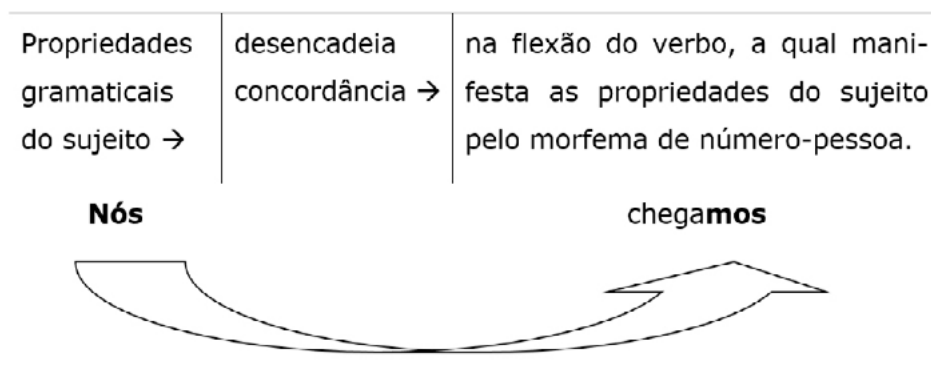 Propriedades
gramaticais
do sujeito →
desencadeia
concordância →
na flexão do verbo, a qual mani-
festa as propriedades do sujeito
pelo morfema de número-pessoa.
Nós
chegamos